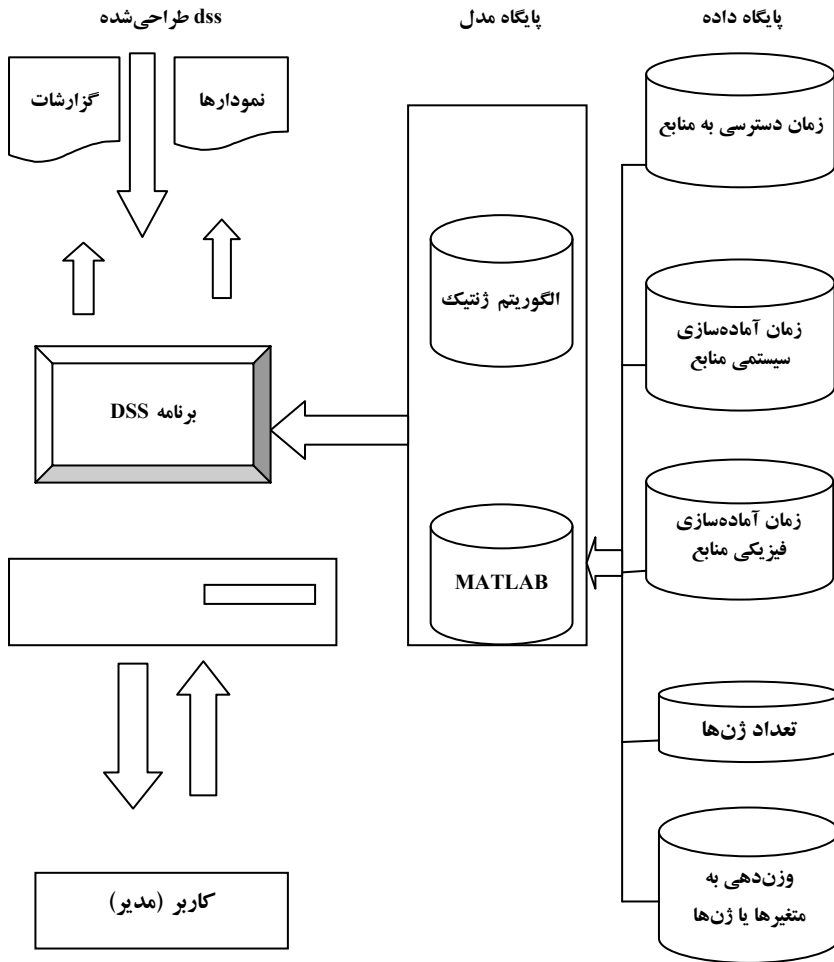 پایگاه داده
پایگاه مدل
dss طراحی‌شده
زمان دسترسی به منابع
نمودارها
گزارشات
الگوریتم ژنتیک
زمان آماده‌سازی
سیستمی منابع
برنامه DSS
زمان آماده‌سازی
فیزیکی منابع
MATLAB
تعداد ژن‌ها
وزن‌دهی به
متغیرها یا ژن‌ها
کاربر (مدیر)